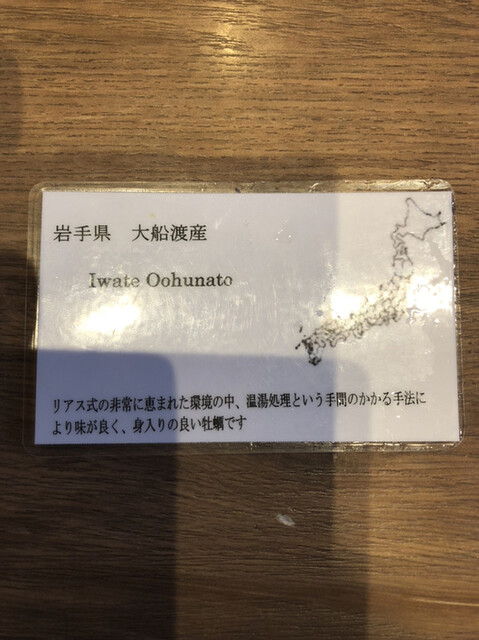 岩手県　大船渡産
Iwate Oohunato
リアス式の非常に恵まれた環境の中、温湯処理という手間のかかる手法に
より味が良く、身入りの良い牡蠣です